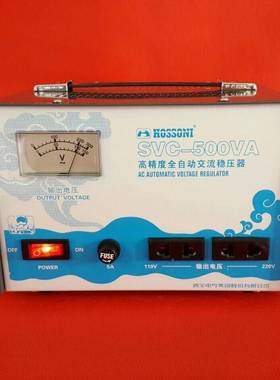 HOSSONI
SVC-500VA
高精度全自动交流稳压器
AC AUTOMATIC VOLTAGE REGULATOR
V
输出电压
OUTPUT VOLTAGE
OFF
ON
POWER
FUSE
5A
110V
输出电压
220V